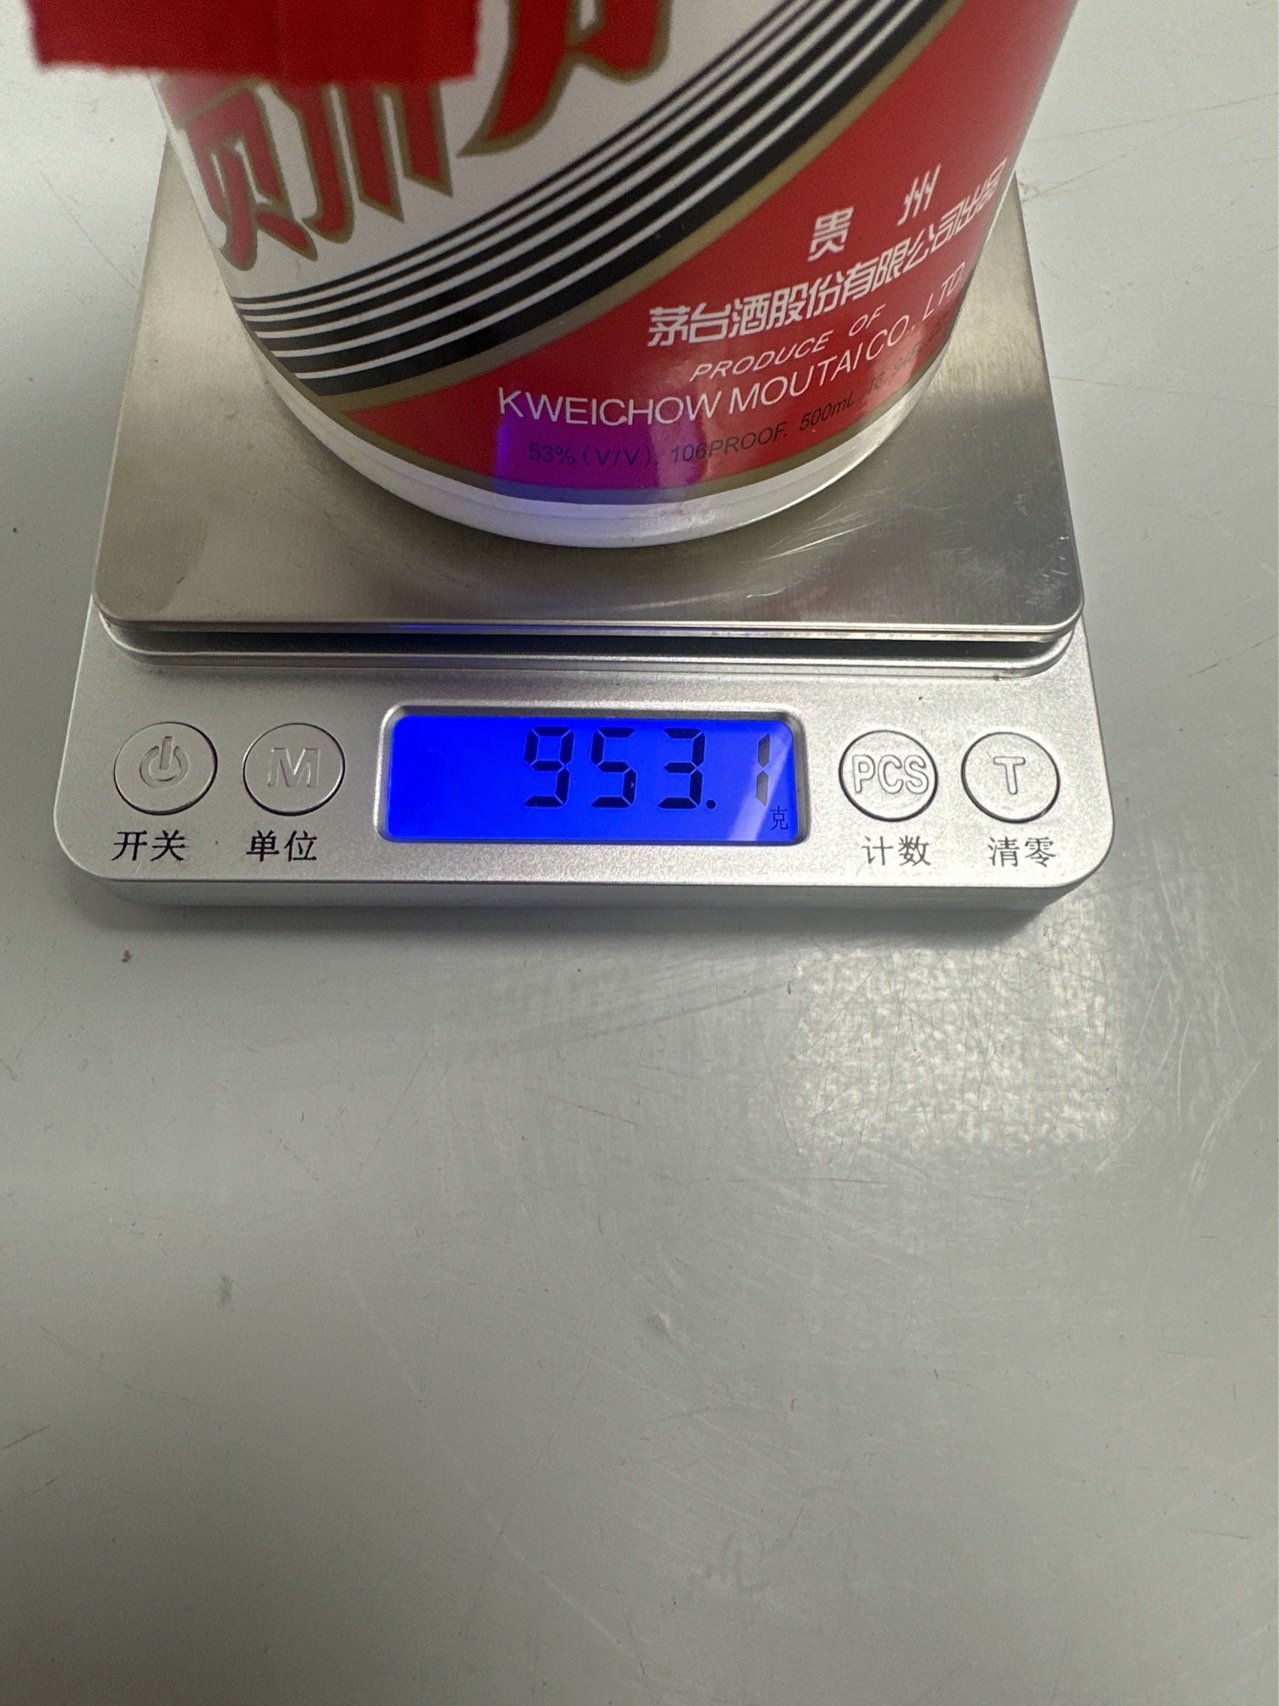 贵州
茅台酒股份有限公司出品
PRODUCE OF
KWEICHOW MOUTAI CO., LTD.
53% (V/V). 106PROOF. 500mL
953.1
克
PCS
M
T
开关
单位
计数
清零